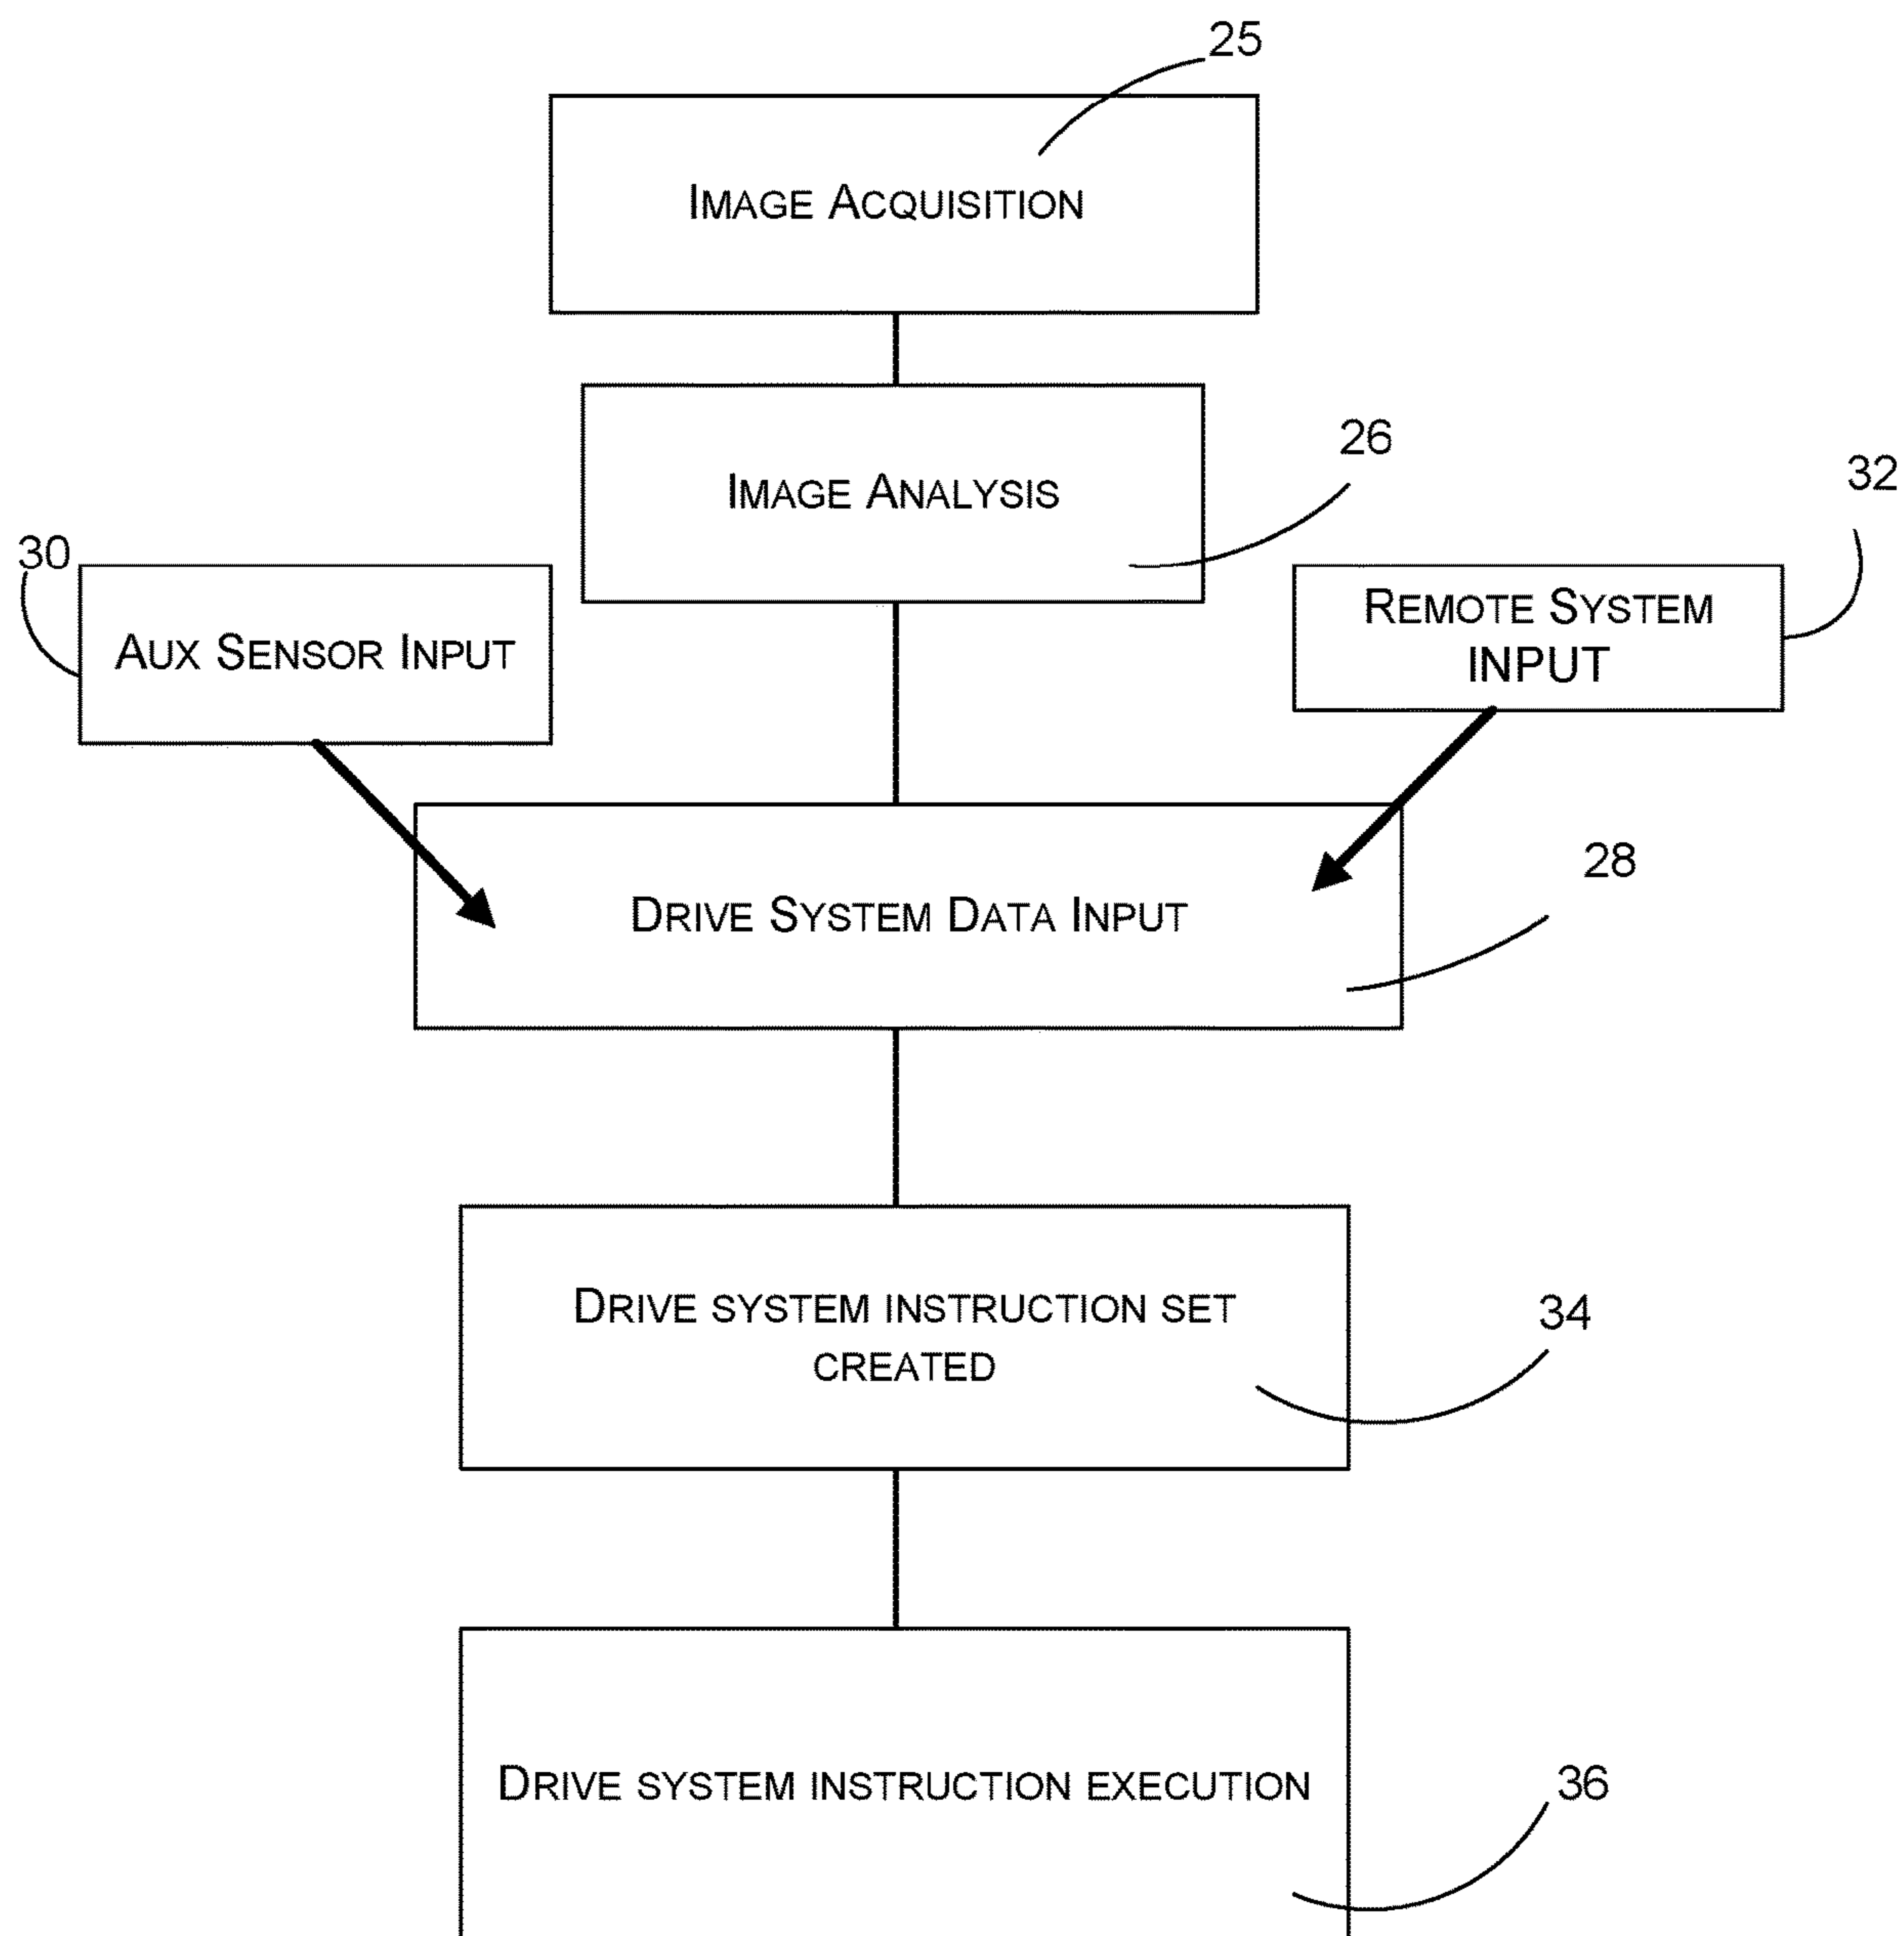 25
IMAGE ACQUISITION
26
IMAGE ANALYSIS
32
30
REMOTE SYSTEM
INPUT
AUX SENSOR INPUT
28
DRIVE SYSTEM DATA INPUT
34
DRIVE SYSTEM INSTRUCTION SET
CREATED
36
DRIVE SYSTEM INSTRUCTION EXECUTION